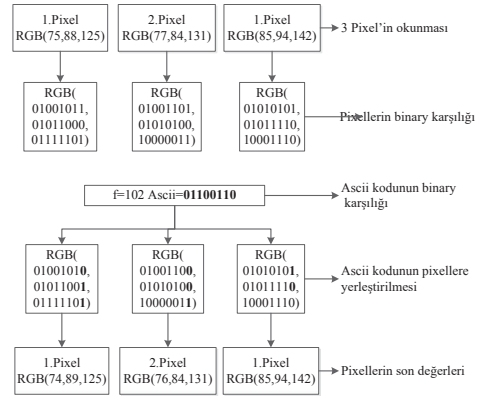 1.Pixel
RGB(75,88,125)
2.Pixel
RGB(77,84,131)
1.Pixel
RGB(85,94,142)
3 Pixel’in okunması
RGB(
01001011,
01011000,
01111101)
RGB(
01001101,
01010100,
10000011)
RGB(
01010101,
01011110,
10001110)
Pixellerin binary karşılığı
f=102 Ascii=01100110
Ascii kodunun binary
karşılığı
RGB(
01001010,
01011001,
01111101)
RGB(
01001100,
01010100,
10000011)
RGB(
01010101,
01011110,
10001110)
Ascii kodunun pixellere
yerleştirilmesi
1.Pixel
RGB(74,89,125)
2.Pixel
RGB(76,84,131)
1.Pixel
RGB(85,94,142)
Pixellerin son değerleri